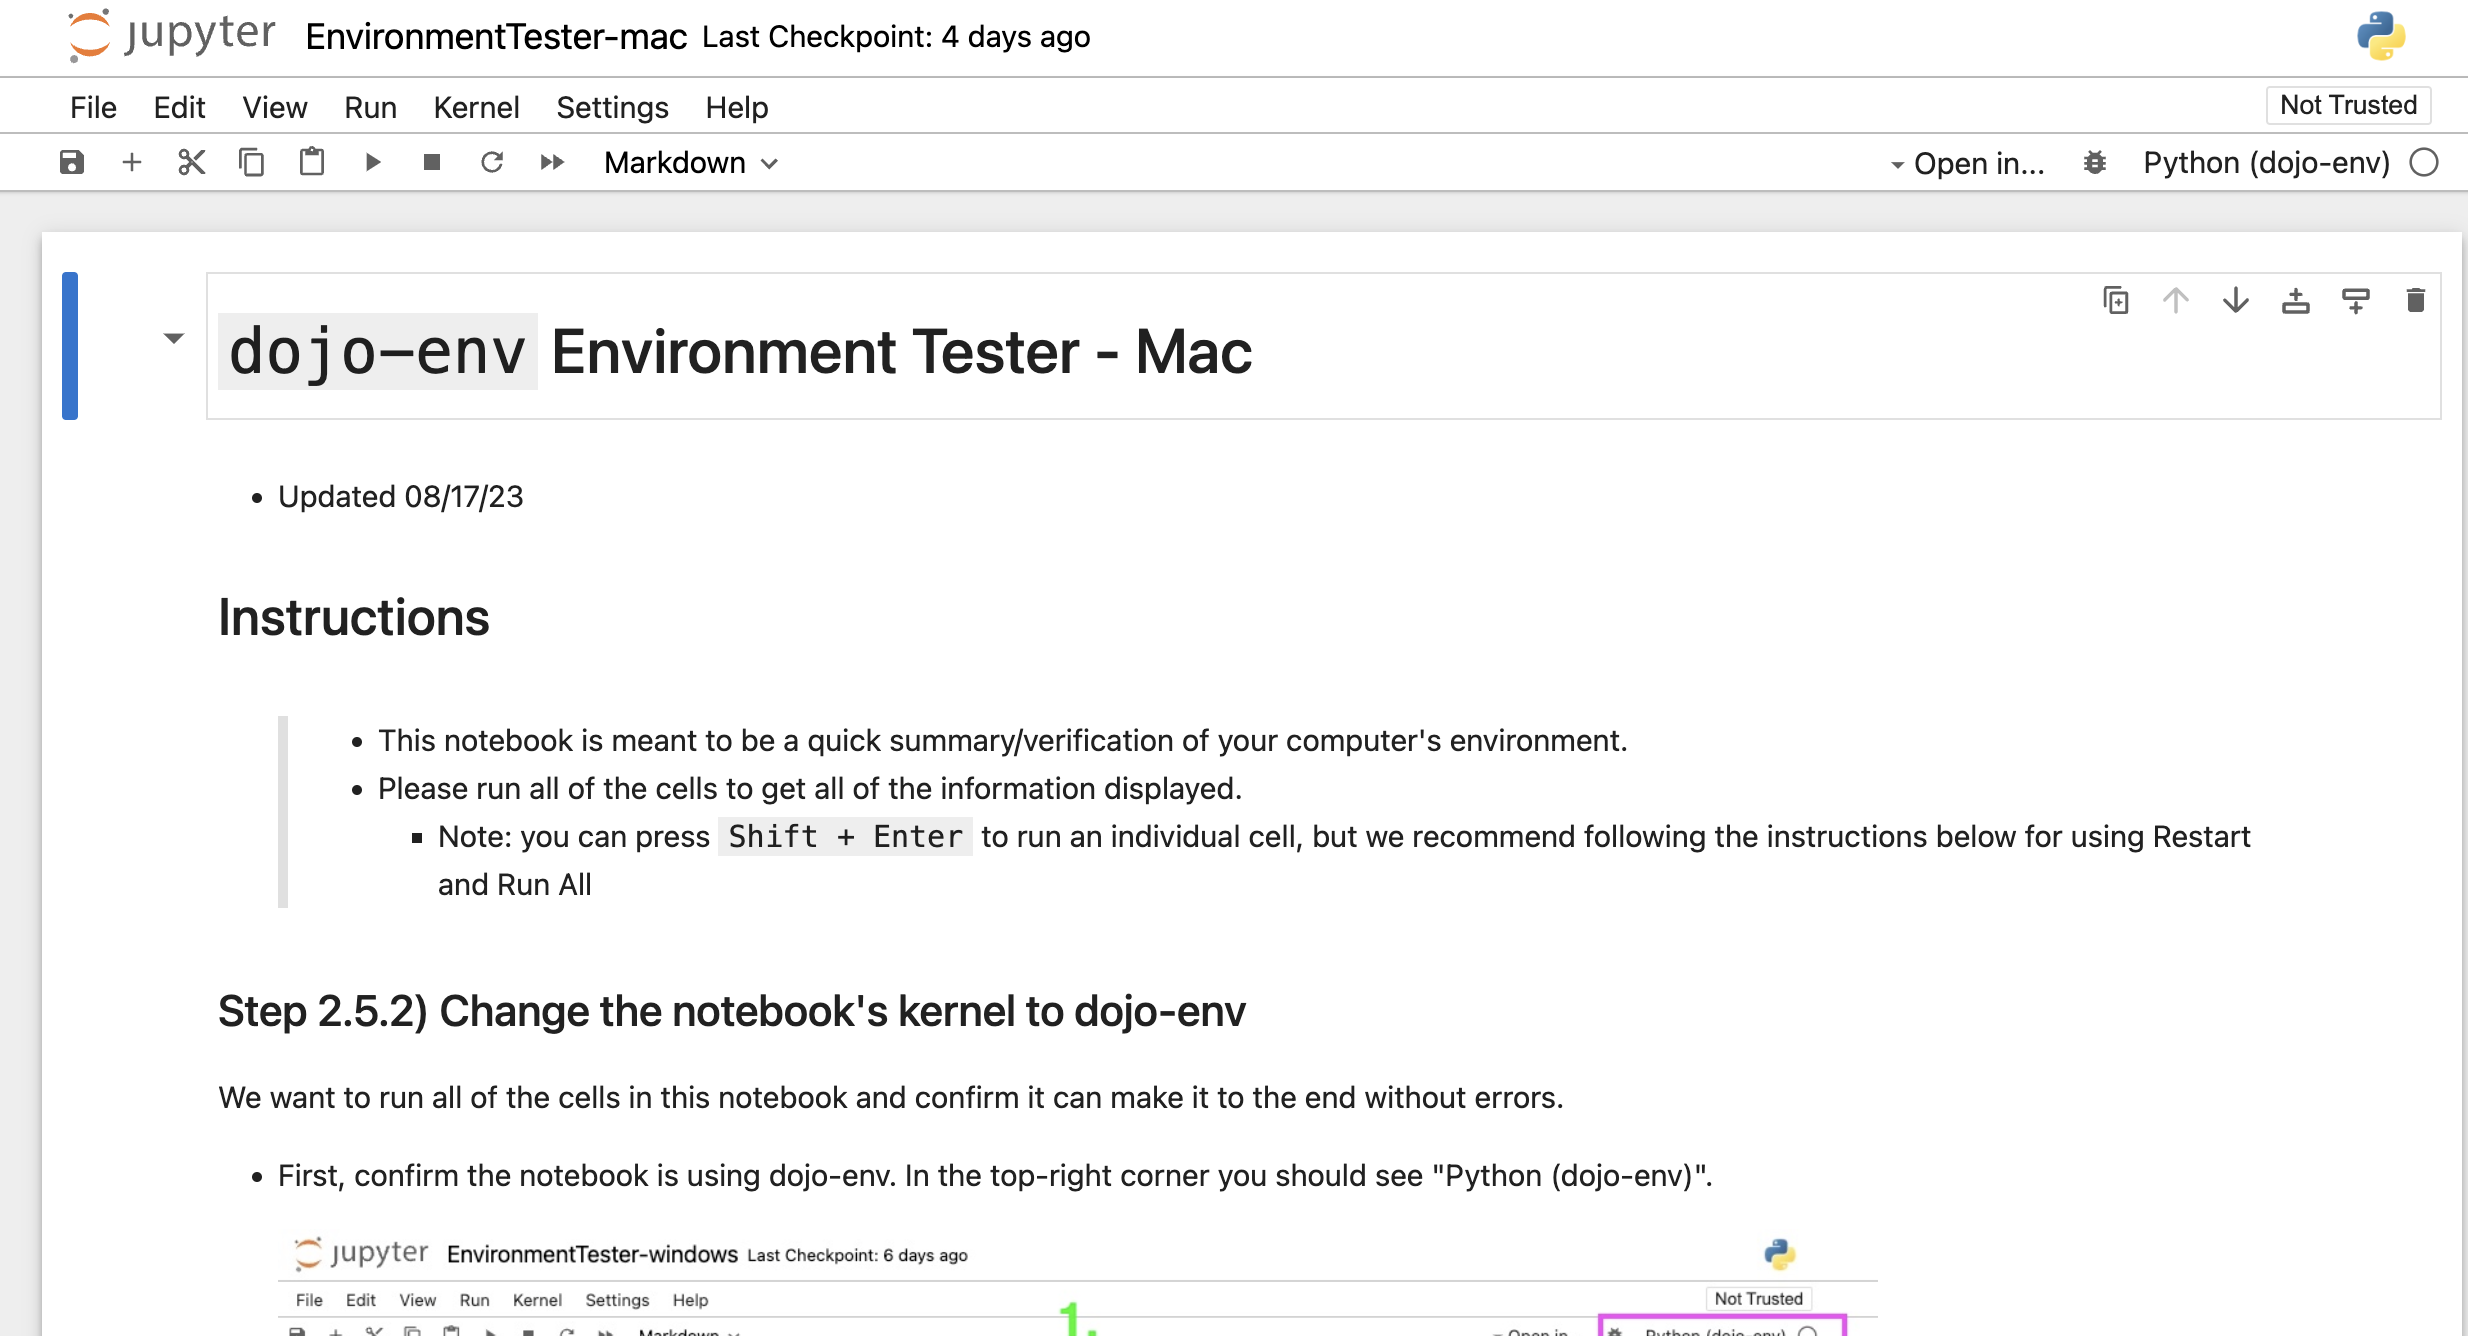 jupyter EnvironmentTester-mac Last Checkpoint: 4 days ago
File Edit View Run Kernel Settings Help Not Trusted
Markdown Open in... Python (dojo-env)
dojo-env Environment Tester - Mac
Updated 08/17/23
Instructions
This notebook is meant to be a quick summary/verification of your computer's environment.
Please run all of the cells to get all of the information displayed.
Note: you can press Shift + Enter to run an individual cell, but we recommend following the instructions below for using Restart
and Run All
Step 2.5.2) Change the notebook's kernel to dojo-env
We want to run all of the cells in this notebook and confirm it can make it to the end without errors.
First, confirm the notebook is using dojo-env. In the top-right corner you should see "Python (dojo-env)".
jupyter EnvironmentTester-windows Last Checkpoint: 6 days ago
File Edit View Run Kernel Settings Help Not Trusted
1.
Markdown Open in Python (dojo-env)